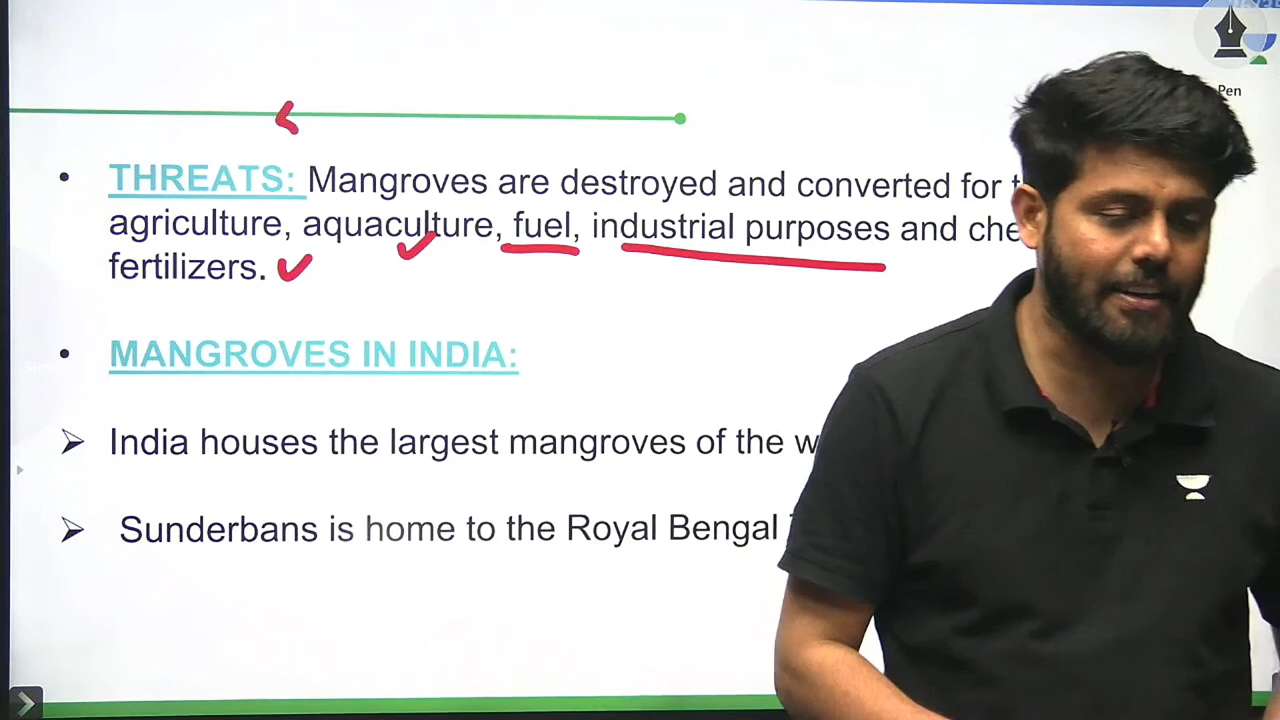 Pen
• THREATS: Mangroves are destroyed and converted for
agriculture, aquaculture, fuel, industrial purposes and
fertilizers.
• MANGROVES IN INDIA:
➢ India houses the largest mangroves of the
➢ Sunderbans is home to the Royal Bengal